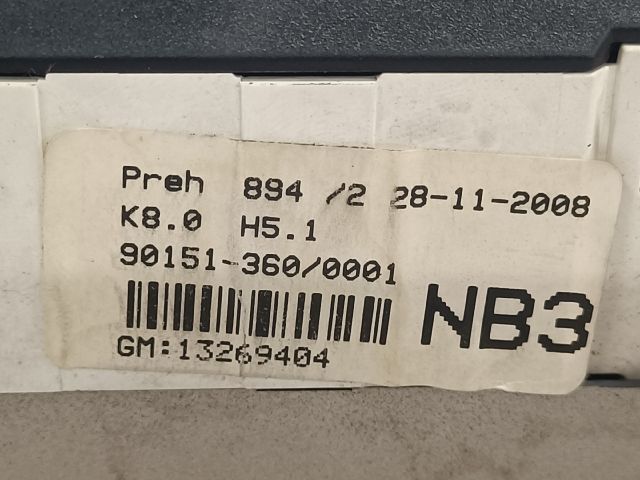 Preh 894 /2 28-11-2008
K8.0 H5.1
90151-360/0001
NB3
GM:13269404